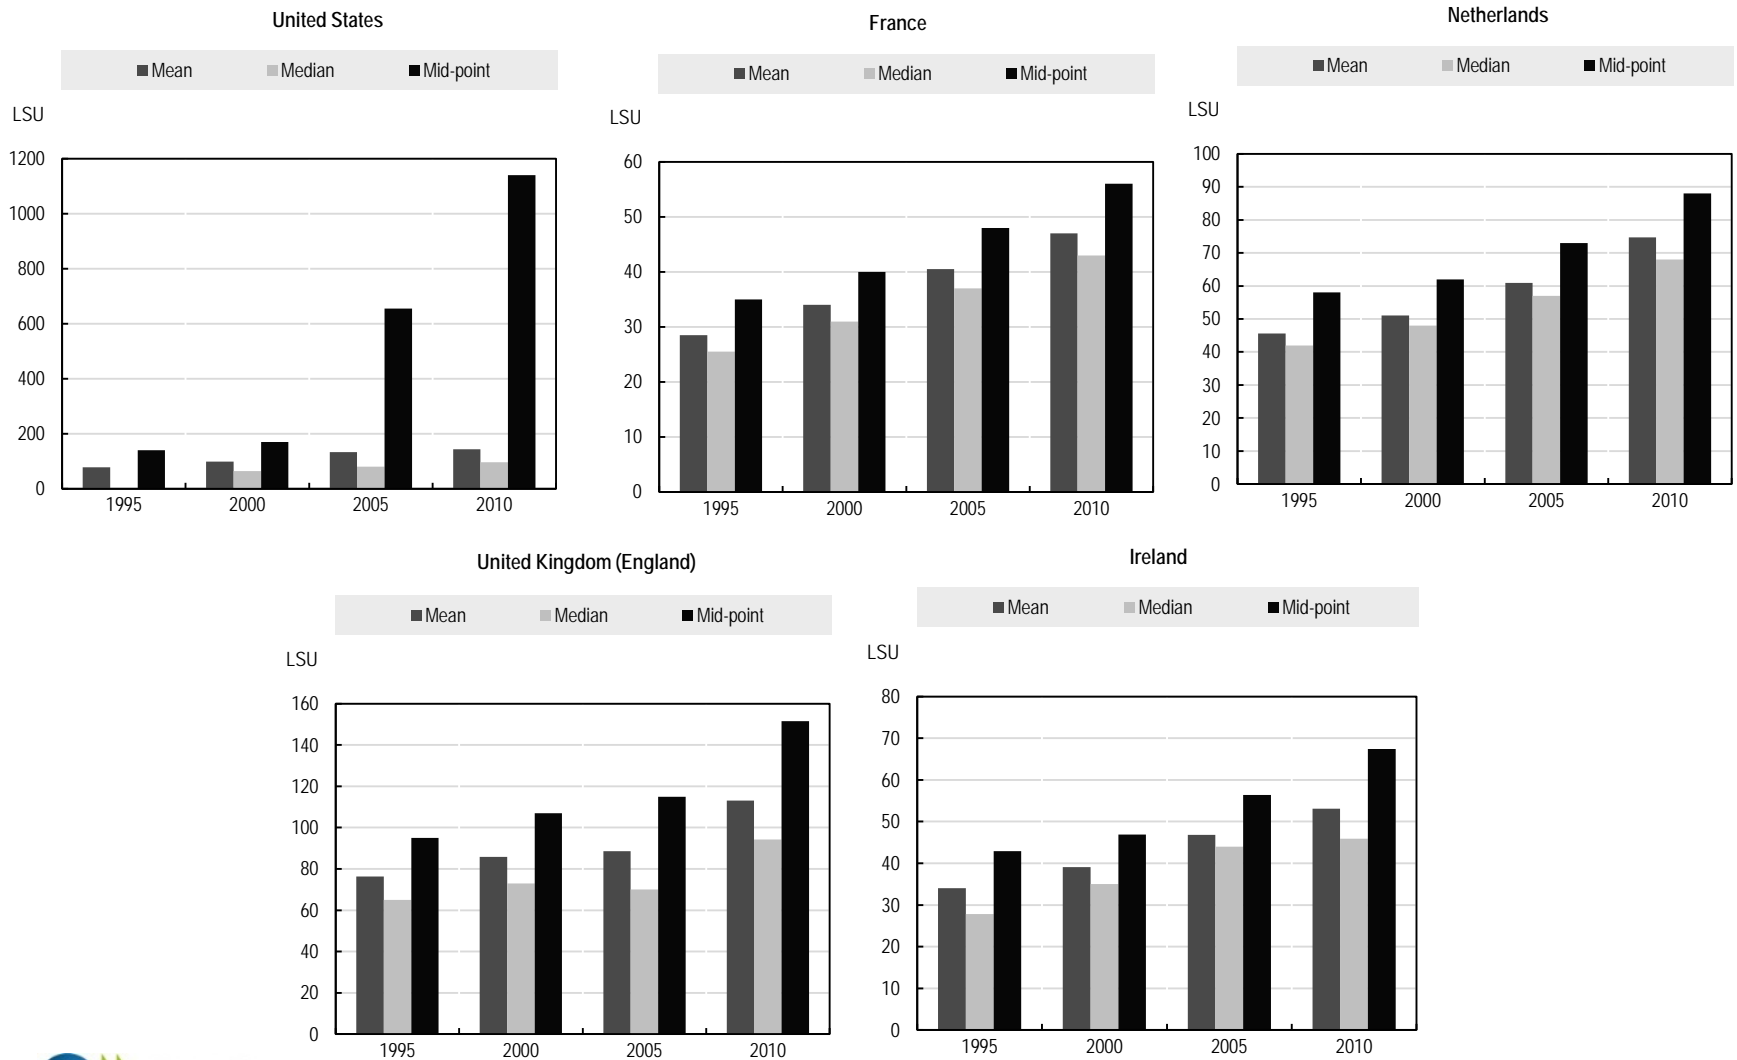 United States
Mean Median Mid-point
LSU
1200
1000
800
600
400
200
0
1995 2000 2005 2010
France
Mean Median Mid-point
LSU
60
50
40
30
20
10
0
1995 2000 2005 2010
Netherlands
Mean Median Mid-point
LSU
100
90
80
70
60
50
40
30
20
10
0
1995 2000 2005 2010
United Kingdom (England)
Mean Median Mid-point
LSU
160
140
120
100
80
60
40
20
0
1995 2000 2005 2010
Ireland
Mean Median Mid-point
LSU
80
70
60
50
40
30
20
10
0
1995 2000 2005 2010